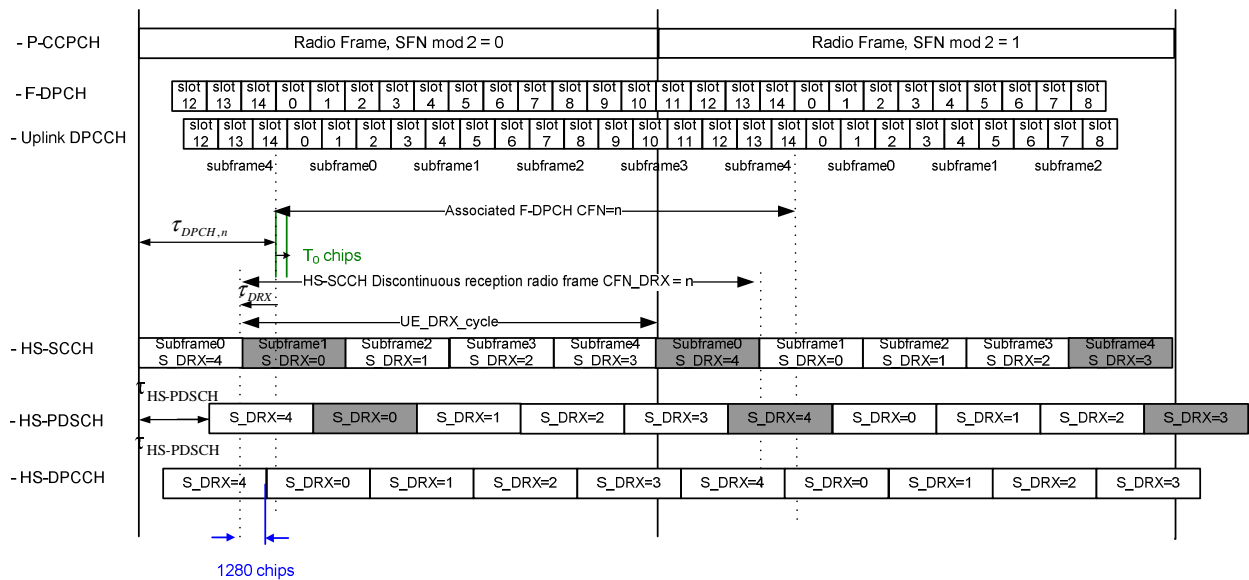 - P-CCPCH
Radio Frame, SFN mod 2 = 0
Radio Frame, SFN mod 2 = 1
- F-DPCH
slot 12 slot 13 slot 14 slot 0 slot 1 slot 2 slot 3 slot 4 slot 5 slot 6 slot 7 slot 8 slot 9 slot 10 slot 11 slot 12 slot 13 slot 14 slot 0 slot 1 slot 2 slot 3 slot 4 slot 5 slot 6 slot 7 slot 8
- Uplink DPCCH
slot 12 slot 13 slot 14 slot 0 slot 1 slot 2 slot 3 slot 4 slot 5 slot 6 slot 7 slot 8 slot 9 slot 10 slot 11 slot 12 slot 13 slot 14 slot 0 slot 1 slot 2 slot 3 slot 4 slot 5 slot 6 slot 7 slot 8
subframe4 subframe0 subframe1 subframe2 subframe3 subframe4 subframe0 subframe1 subframe2
Associated F-DPCH CFN=n
τ DPCH,n
T0 chips
HS-SCCH Discontinuous reception radio frame CFN_DRX = n
τ DRX
UE_DRX_cycle
- HS-SCCH
Subframe0 Subframe1 Subframe2 Subframe3 Subframe4 Subframe0 Subframe1 Subframe2 Subframe3 Subframe4
S_DRX=4 S_DRX=0 S_DRX=1 S_DRX=2 S_DRX=3 S_DRX=4 S_DRX=0 S_DRX=1 S_DRX=2 S_DRX=3
τ HS-PDSCH
- HS-PDSCH
S_DRX=4 S_DRX=0 S_DRX=1 S_DRX=2 S_DRX=3 S_DRX=4 S_DRX=0 S_DRX=1 S_DRX=2 S_DRX=3
τ HS-PDSCH
- HS-DPCCH
S_DRX=4 S_DRX=0 S_DRX=1 S_DRX=2 S_DRX=3 S_DRX=4 S_DRX=0 S_DRX=1 S_DRX=2 S_DRX=3
1280 chips